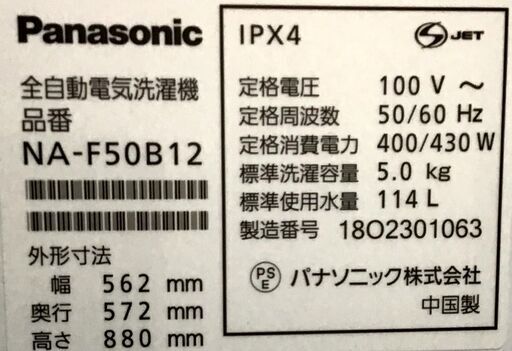 Panasonic
全自動電気洗濯機
品番
NA-F50B12
外形寸法
幅 562 mm
奥行 572 mm
高さ 880 mm
IPX4
S JET
定格電圧 100 V ～
定格周波数 50/60 Hz
定格消費電力 400/430 W
標準洗濯容量 5.0 kg
標準使用水量 114 L
製造番号 18O2301063
PSE パナソニック株式会社
中国製